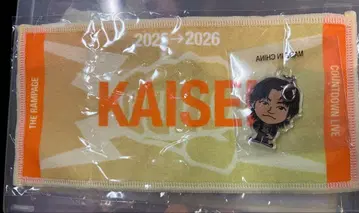 2025→2026
MADE IN CHINA
THE RAMPAGE
KAISEI
COUNTDOWN LIVE